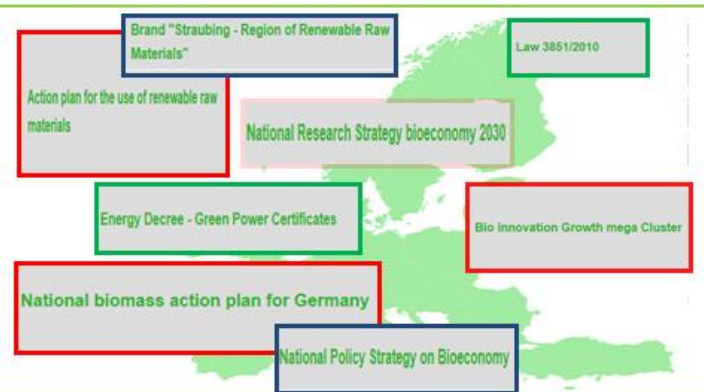 Brand "Straubing - Region of Renewable Raw
Materials"
Law 3851/2010
Action plan for the use of renewable raw
materials
National Research Strategy bioeconomy 2030
Energy Decree - Green Power Certificates
Bio Innovation Growth mega Cluster
National biomass action plan for Germany
National Policy Strategy on Bioeconomy